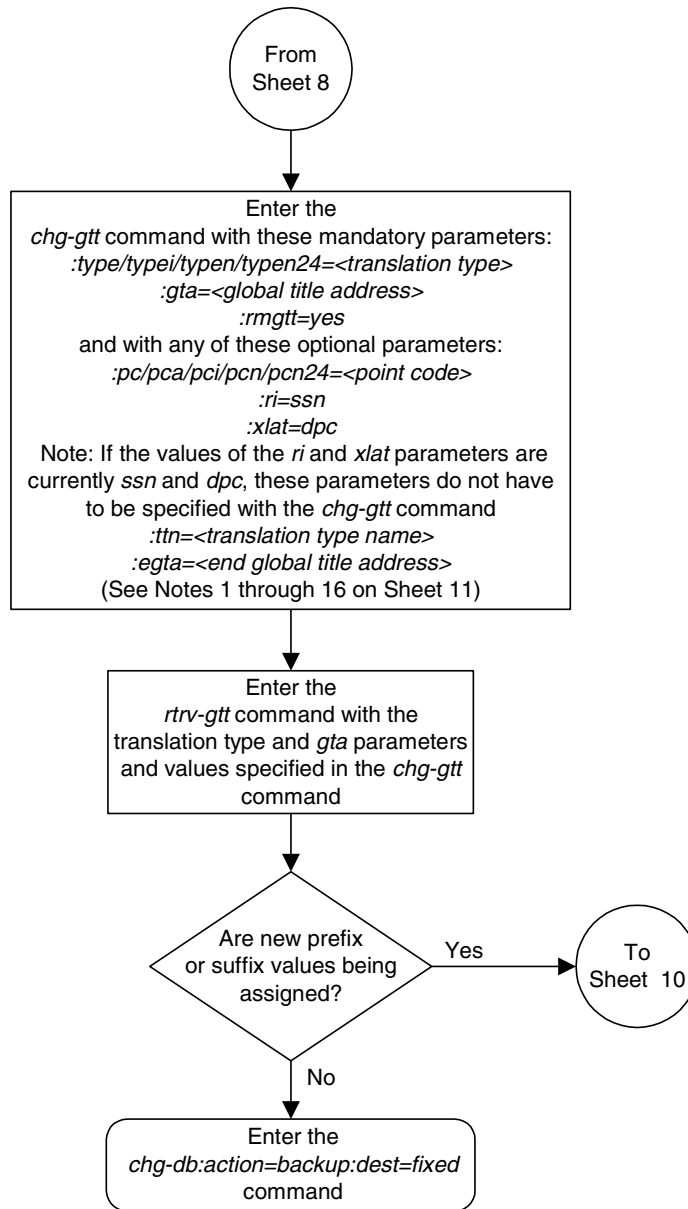 From
Sheet 8
Enter the
chg-gtt command with these mandatory parameters:
:type/typei/typen/typen24=<translation type>
:gta=<global title address>
:rmgtt=yes
and with any of these optional parameters:
:pc/pca/pci/pcn/pcn24=<point code>
:ri=ssn
:xlat=dpc
Note: If the values of the ri and xlat parameters are
currently ssn and dpc, these parameters do not have
to be specified with the chg-gtt command
:ttn=<translation type name>
:egta=<end global title address>
(See Notes 1 through 16 on Sheet 11)
Enter the
rtrv-gtt command with the
translation type and gta parameters
and values specified in the chg-gtt
command
Are new prefix
or suffix values being
assigned?
Yes
To
Sheet 10
No
Enter the
chg-db:action=backup:dest=fixed
command